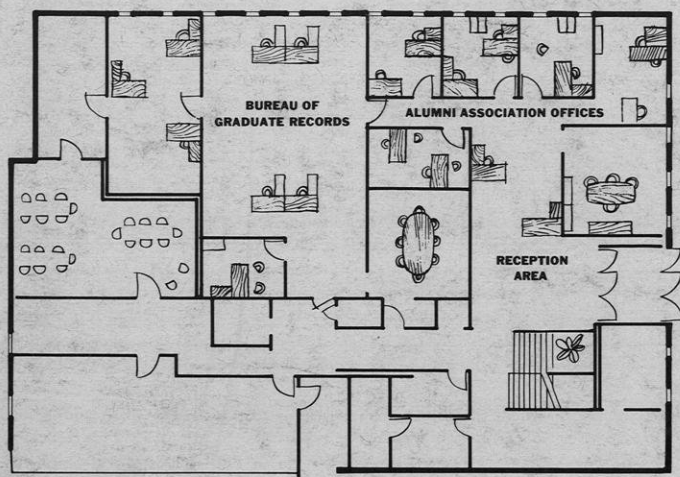 BUREAU OF
GRADUATE RECORDS
ALUMNI ASSOCIATION OFFICES
RECEPTION
AREA